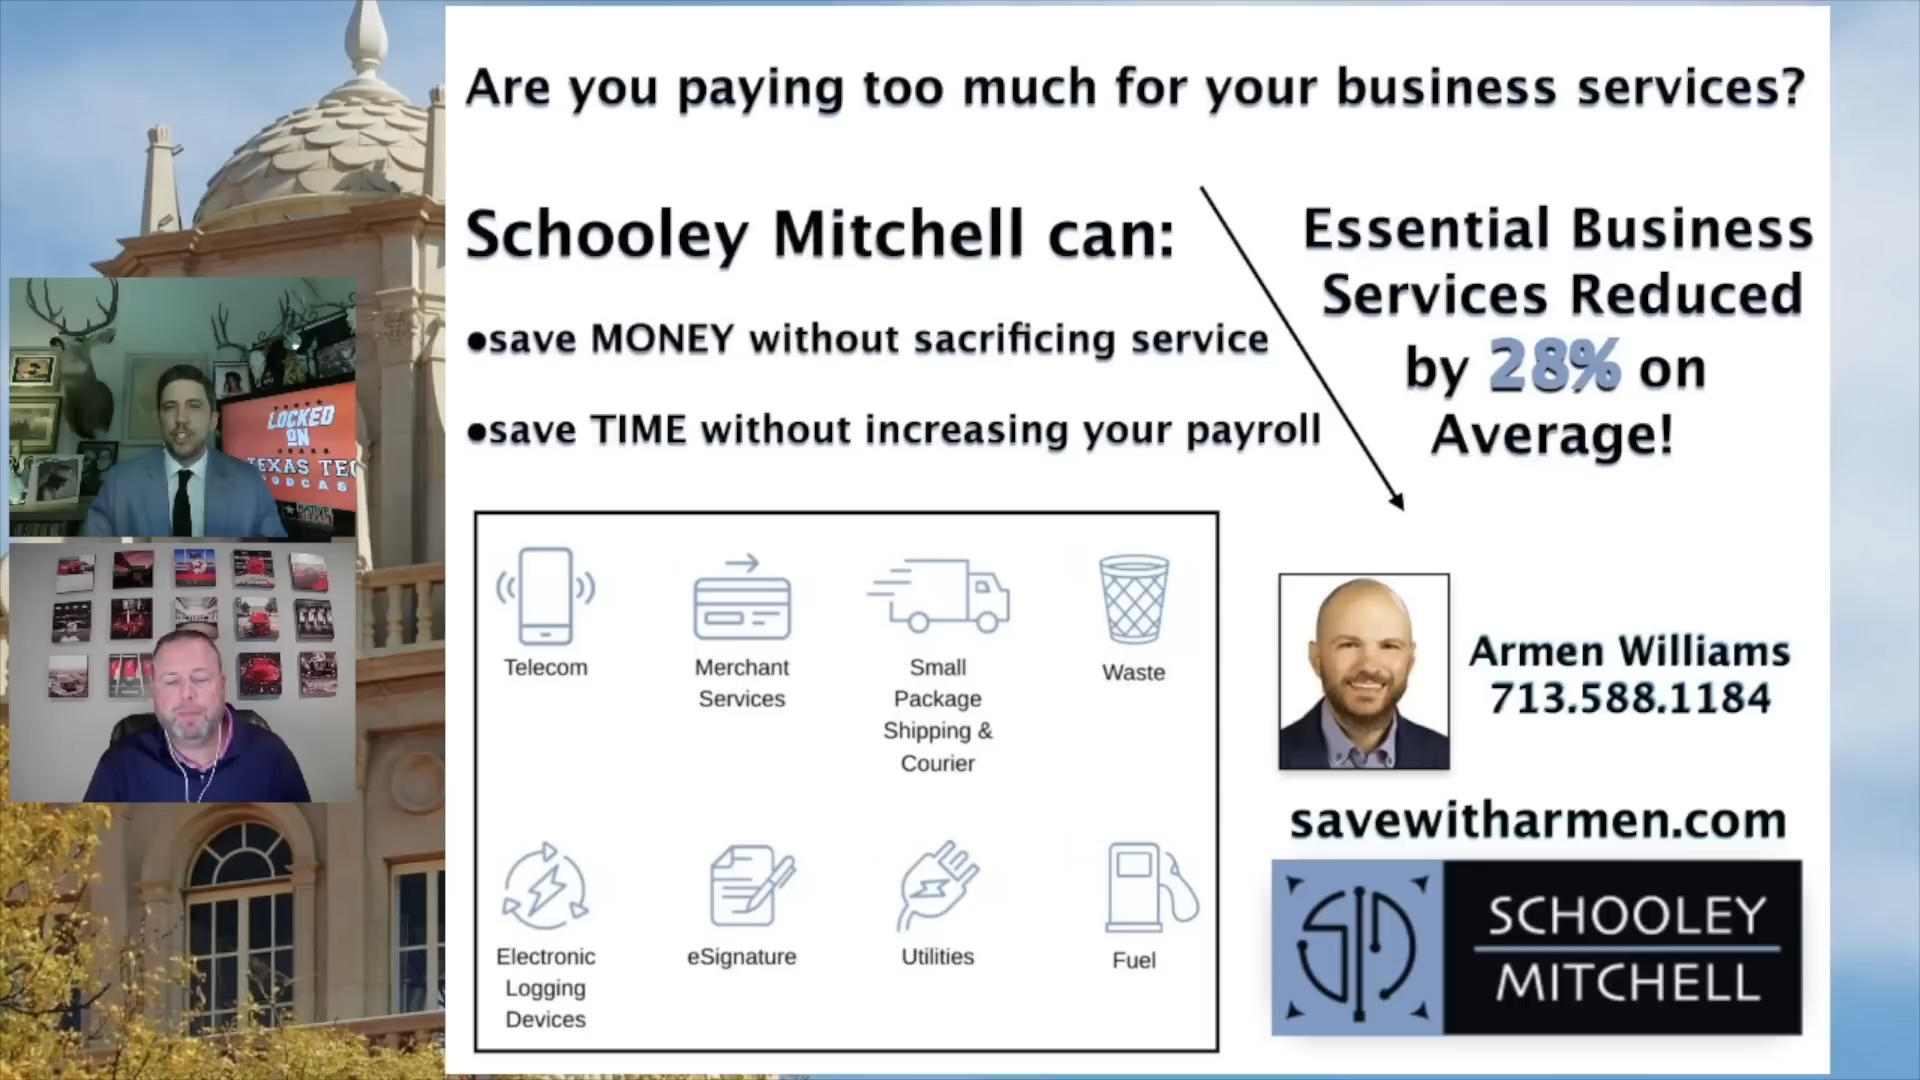 Are you paying too much for your business services?
Schooley Mitchell can:
•save MONEY without sacrificing service
•save TIME without increasing your payroll
Essential Business
Services Reduced
by 28% on
Average!
LOCKED
ON
TEXAS TEC
PODCAS
NATIVE
Telecom
Merchant
Services
Small
Package
Shipping &
Courier
Waste
Electronic
Logging
Devices
eSignature
Utilities
Fuel
Armen Williams
713.588.1184
savewitharmen.com
SCHOOLEY
MITCHELL